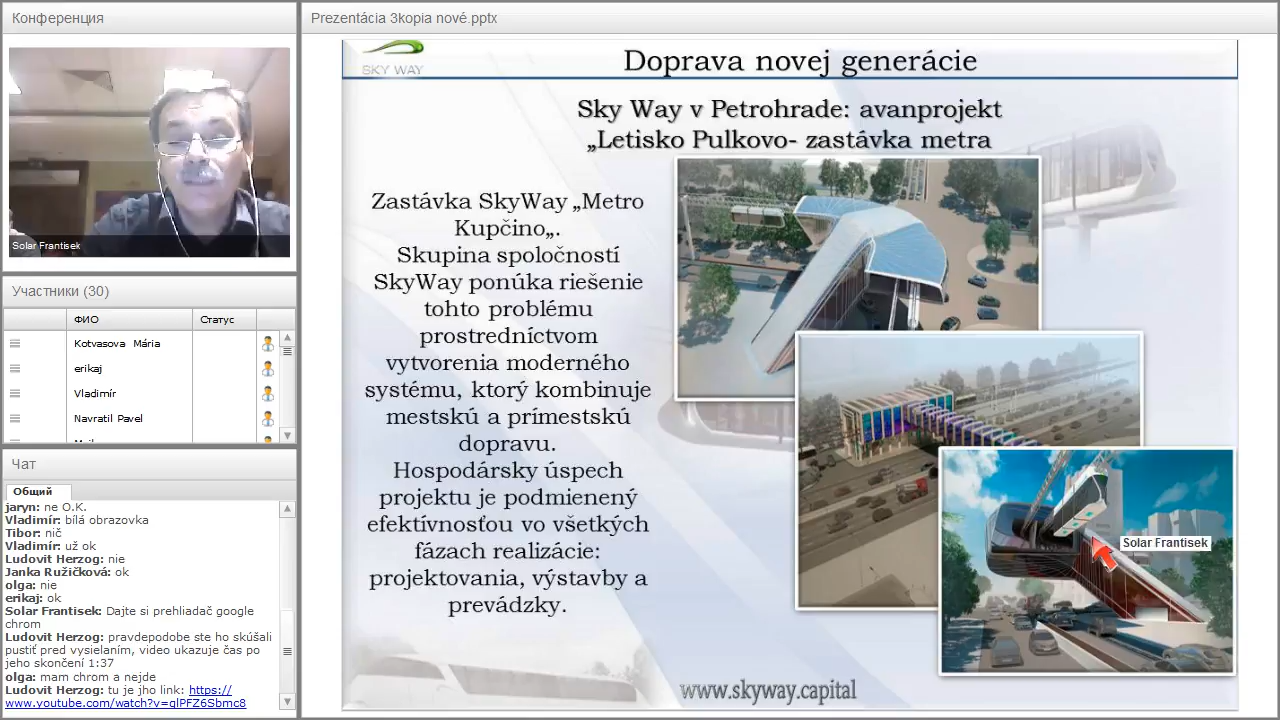 Конференция
Solar Frantisek
Участники (30)
ФИО
Статус
Kotvasova Mária
erikaj
Vladimír
Navratil Pavel
Чат
Общий
jaryn: ne O.K.
Vladimír: bílá obrazovka
Tibor: nič
Vladimír: už ok
Ludovit Herzog: nie
Janka Ružičková: ok
olga: nie
erikaj: ok
Solar Frantisek: Dajte si prehliadač google
chrom
Ludovit Herzog: pravdepodobe ste ho skúšali
pustiť pred vysielaním, video ukazuje čas po
jeho skončení 1:37
olga: mam chrom a nejde
Ludovit Herzog: tu je jho link: https://
www.youtube.com/watch?v=qlPFZ6Sbmc8
Prezentácia 3kopia nové.pptx
SKY WAY
Doprava novej generácie
Sky Way v Petrohrade: avanprojekt
„Letisko Pulkovo- zastávka metra
Zastávka SkyWay „Metro
Kupčino„.
Skupina spoločností
SkyWay ponúka riešenie
tohto problému
prostredníctvom
vytvorenia moderného
systému, ktorý kombinuje
mestskú a prímestskú
dopravu.
Hospodársky úspech
projektu je podmienený
efektívnosťou vo všetkých
fázach realizácie:
projektovania, výstavby a
prevádzky.
Solar Frantisek
www.skyway.capital